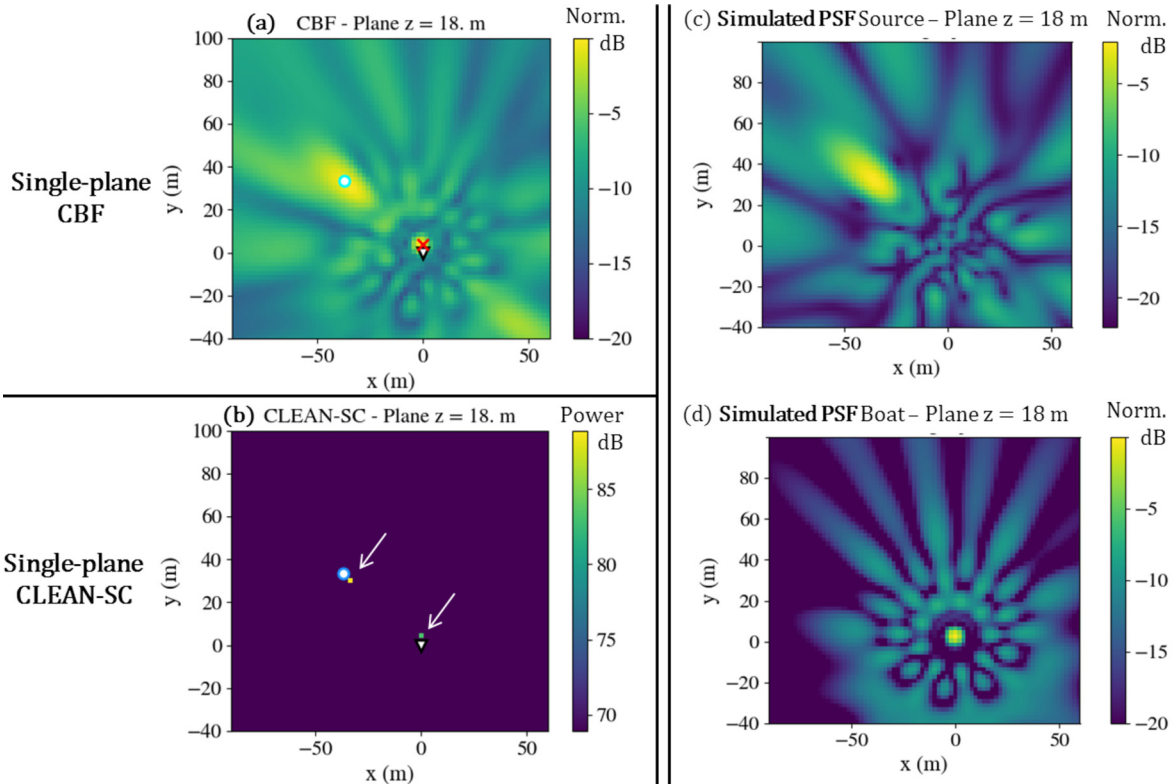 (a) CBF - Plane z = 18. m
Norm.
dB
100
80
60
40
20
0
−20
−40
y (m)
−50
0
50
x (m)
−5
−10
−15
−20
Single-plane
CBF
(b) CLEAN-SC - Plane z = 18. m
Power
dB
100
80
60
40
20
0
−20
−40
y (m)
−50
0
50
x (m)
85
80
75
70
Single-plane
CLEAN-SC
(c) Simulated PSF Source – Plane z = 18 m
Norm.
dB
80
60
40
20
0
−20
−40
y (m)
−50
0
50
x (m)
−5
−10
−15
−20
(d) Simulated PSF Boat – Plane z = 18 m
Norm.
dB
80
60
40
20
0
−20
−40
y (m)
−50
0
50
x (m)
−5
−10
−15
−20